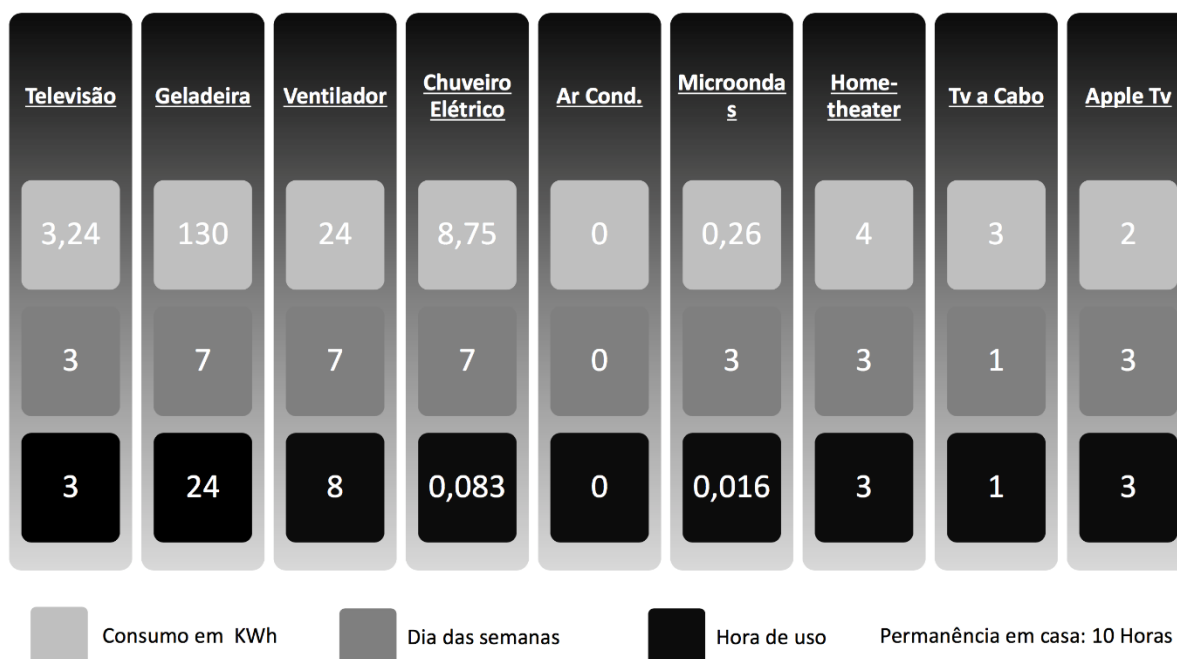 Televisão Geladeira Ventilador Chuveiro Elétrico Ar Cond. Microondas Home-theater Tv a Cabo Apple Tv
3,24 130 24 8,75 0 0,26 4 3 2
3 7 7 7 0 3 3 1 3
3 24 8 0,083 0 0,016 3 1 3
Consumo em KWh Dia das semanas Hora de uso Permanência em casa: 10 Horas